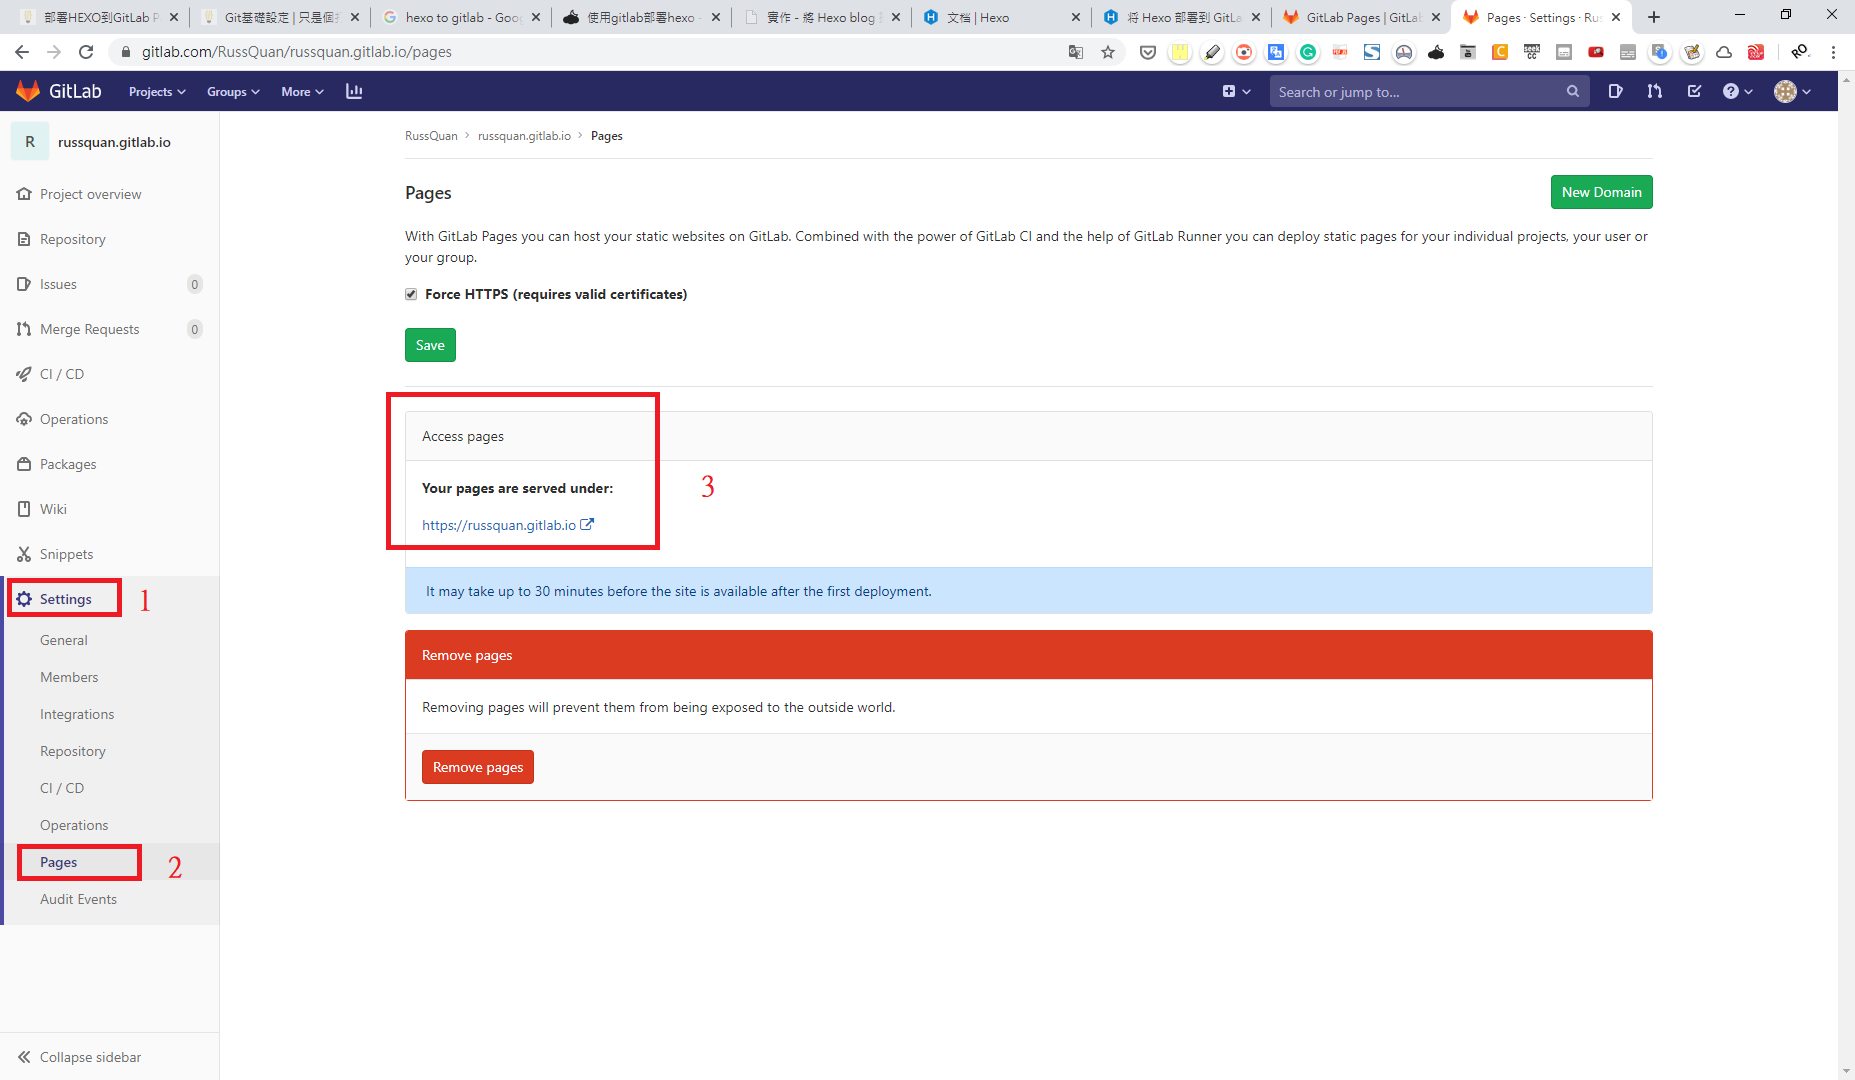 部署HEXO到GitLab P
Git基礎設定 | 只是個
hexo to gitlab - Goo
使用gitlab部署hexo -
實作 - 將 Hexo blog
文档 | Hexo
将 Hexo 部署到 GitLa
GitLab Pages | GitLab
Pages · Settings · Rus
gitlab.com/RussQuan/russquan.gitlab.io/pages
GitLab
Projects
Groups
More
Search or jump to...
R
russquan.gitlab.io
Project overview
Repository
Issues
0
Merge Requests
0
CI / CD
Operations
Packages
Wiki
Snippets
Settings
1
General
Members
Integrations
Repository
CI / CD
Operations
Pages
2
Audit Events
Collapse sidebar
RussQuan > russquan.gitlab.io > Pages
Pages
New Domain
With GitLab Pages you can host your static websites on GitLab. Combined with the power of GitLab CI and the help of GitLab Runner you can deploy static pages for your individual projects, your user or
your group.
Force HTTPS (requires valid certificates)
Save
Access pages
Your pages are served under:
3
https://russquan.gitlab.io
It may take up to 30 minutes before the site is available after the first deployment.
Remove pages
Removing pages will prevent them from being exposed to the outside world.
Remove pages